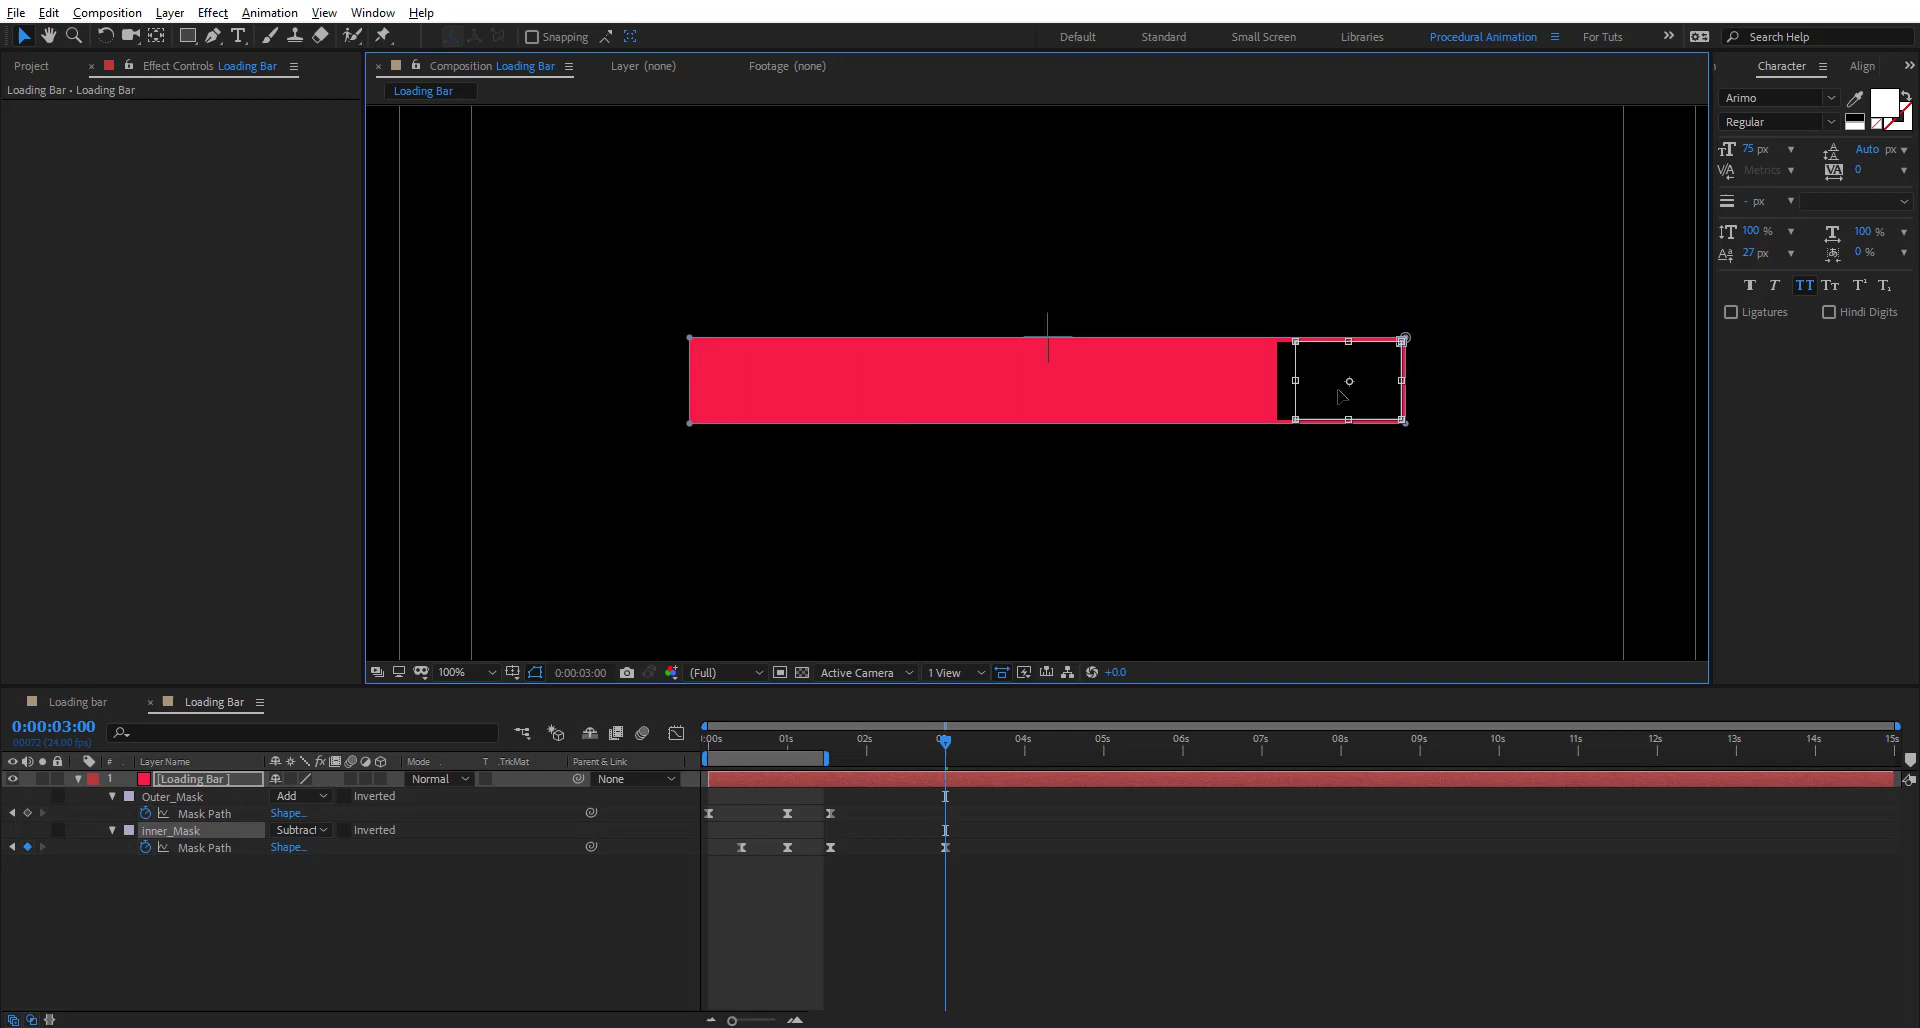 File Edit Composition Layer Effect Animation View Window Help
Snapping Default Standard Small Screen Libraries Procedural Animation For Tuts Search Help
Project Effect Controls Loading Bar Composition Loading Bar Layer (none) Footage (none) Character Align
Loading Bar • Loading Bar Loading Bar
Arimo
Regular
75 px Auto px
Metrics 0
- px
100 % 100 %
27 px 0 %
Ligatures Hindi Digits
100% 0:00:03:00 (Full) Active Camera 1 View +0.0
Loading bar Loading Bar
0:00:03:00
00072 (24.00 fps)
:00s 01s 02s 04s 05s 06s 07s 08s 09s 10s 11s 12s 13s 14s 15s
# Layer Name fx Mode T .TrkMat Parent & Link
1 [Loading Bar ] Normal None
Outer_Mask Add Inverted
Mask Path Shape...
inner_Mask Subtract Inverted
Mask Path Shape...